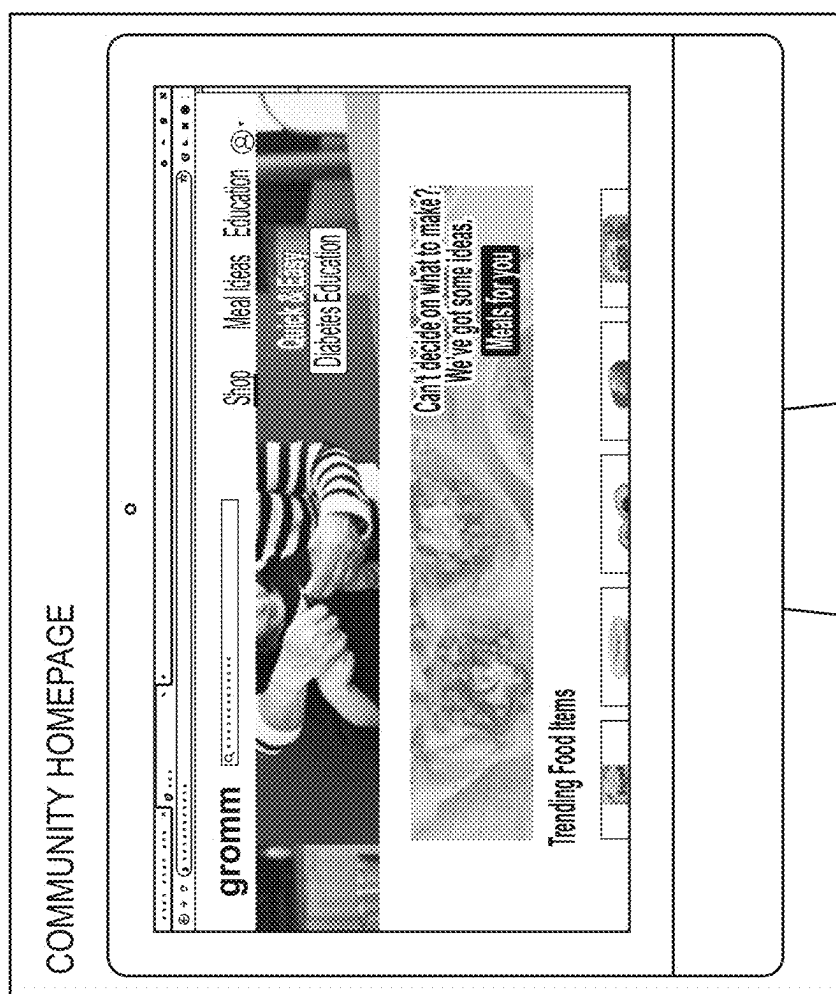 COMMUNITY HOMEPAGE
gromm
Shop Meal Ideas Education
Quick & Easy
Diabetes Education
Can't decide on what to make?
We've got some ideas.
Meals for you
Trending Food Items